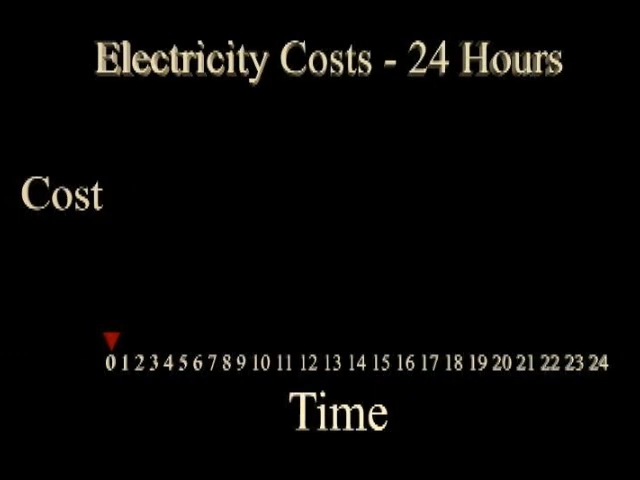 Electricity Costs - 24 Hours
Cost
0 1 2 3 4 5 6 7 8 9 10 11 12 13 14 15 16 17 18 19 20 21 22 23 24
Time